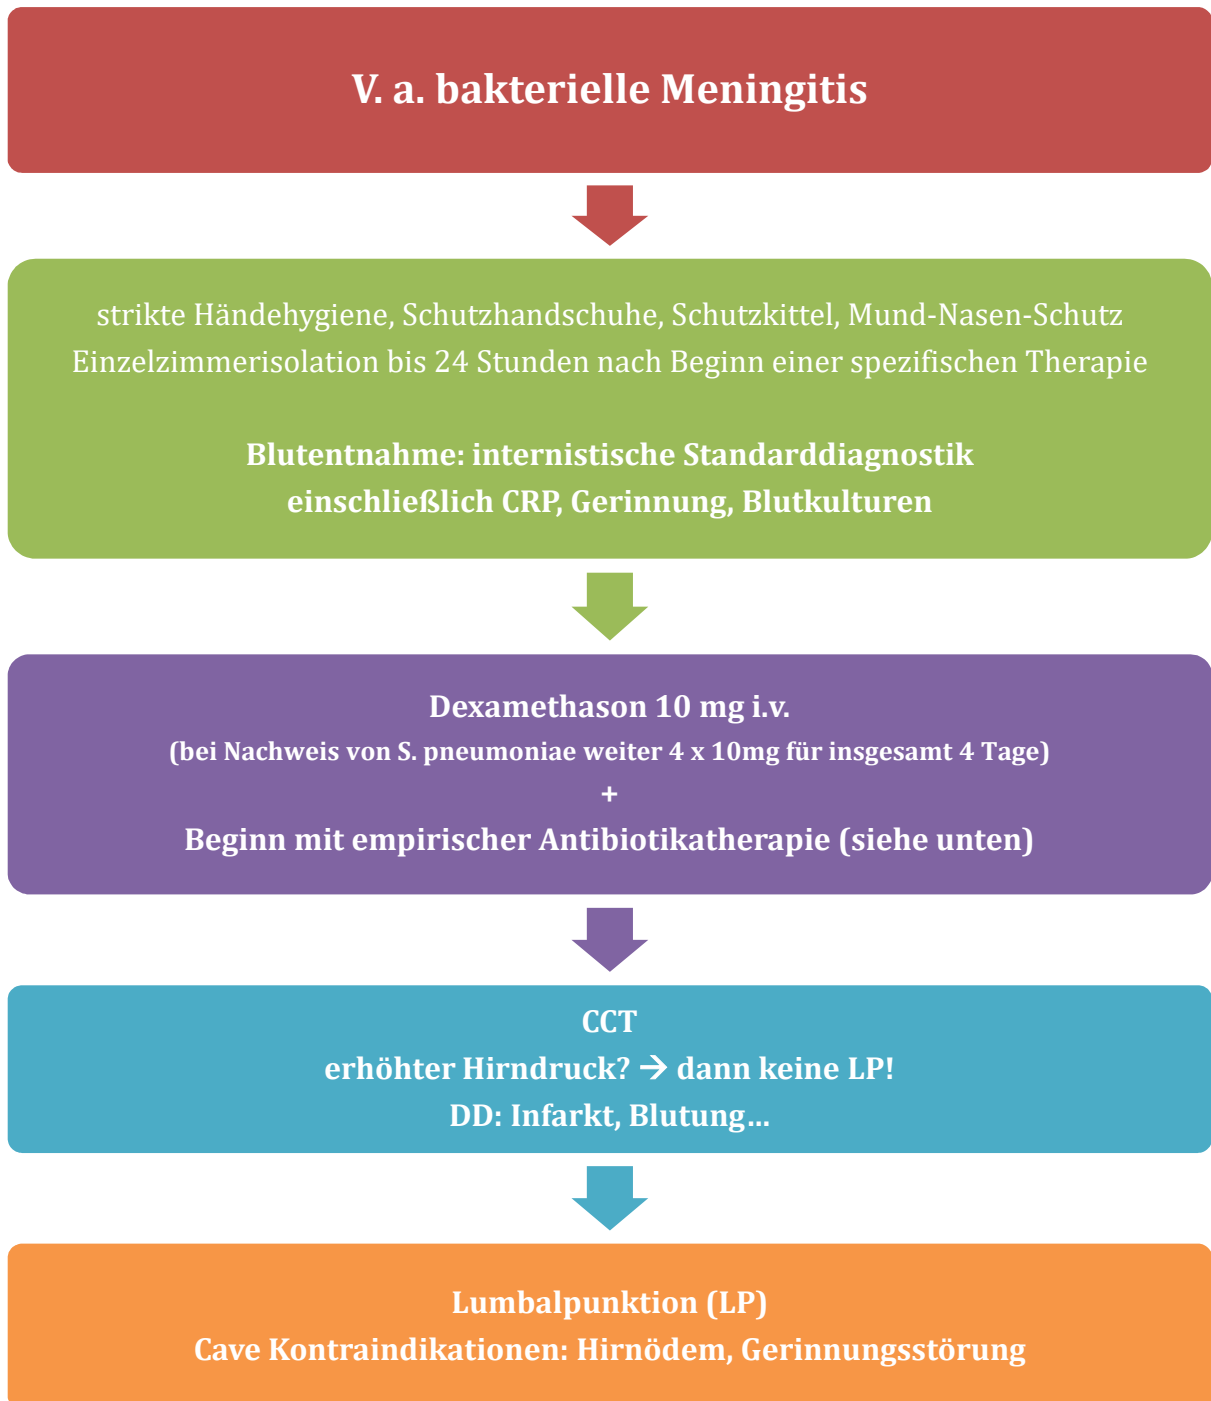 V. a. bakterielle Meningitis
strikte Händehygiene, Schutzhandschuhe, Schutzkittel, Mund-Nasen-Schutz
Einzelzimmerisolation bis 24 Stunden nach Beginn einer spezifischen Therapie
Blutentnahme: internistische Standarddiagnostik
einschließlich CRP, Gerinnung, Blutkulturen
Dexamethason 10 mg i.v.
(bei Nachweis von S. pneumoniae weiter 4 x 10mg für insgesamt 4 Tage)
+
Beginn mit empirischer Antibiotikatherapie (siehe unten)
CCT
erhöhter Hirndruck? → dann keine LP!
DD: Infarkt, Blutung…
Lumbalpunktion (LP)
Cave Kontraindikationen: Hirnödem, Gerinnungsstörung